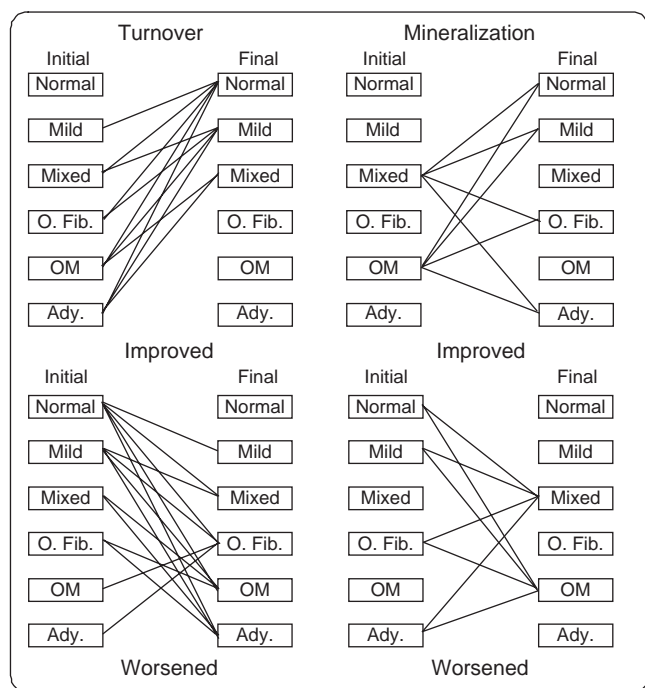 Turnover
Mineralization
Initial
Final
Initial
Final
Normal
Normal
Normal
Normal
Mild
Mild
Mild
Mild
Mixed
Mixed
Mixed
Mixed
O. Fib.
O. Fib.
O. Fib.
O. Fib.
OM
OM
OM
OM
Ady.
Ady.
Ady.
Ady.
Improved
Improved
Initial
Final
Initial
Final
Normal
Normal
Normal
Normal
Mild
Mild
Mild
Mild
Mixed
Mixed
Mixed
Mixed
O. Fib.
O. Fib.
O. Fib.
O. Fib.
OM
OM
OM
OM
Ady.
Ady.
Ady.
Ady.
Worsened
Worsened